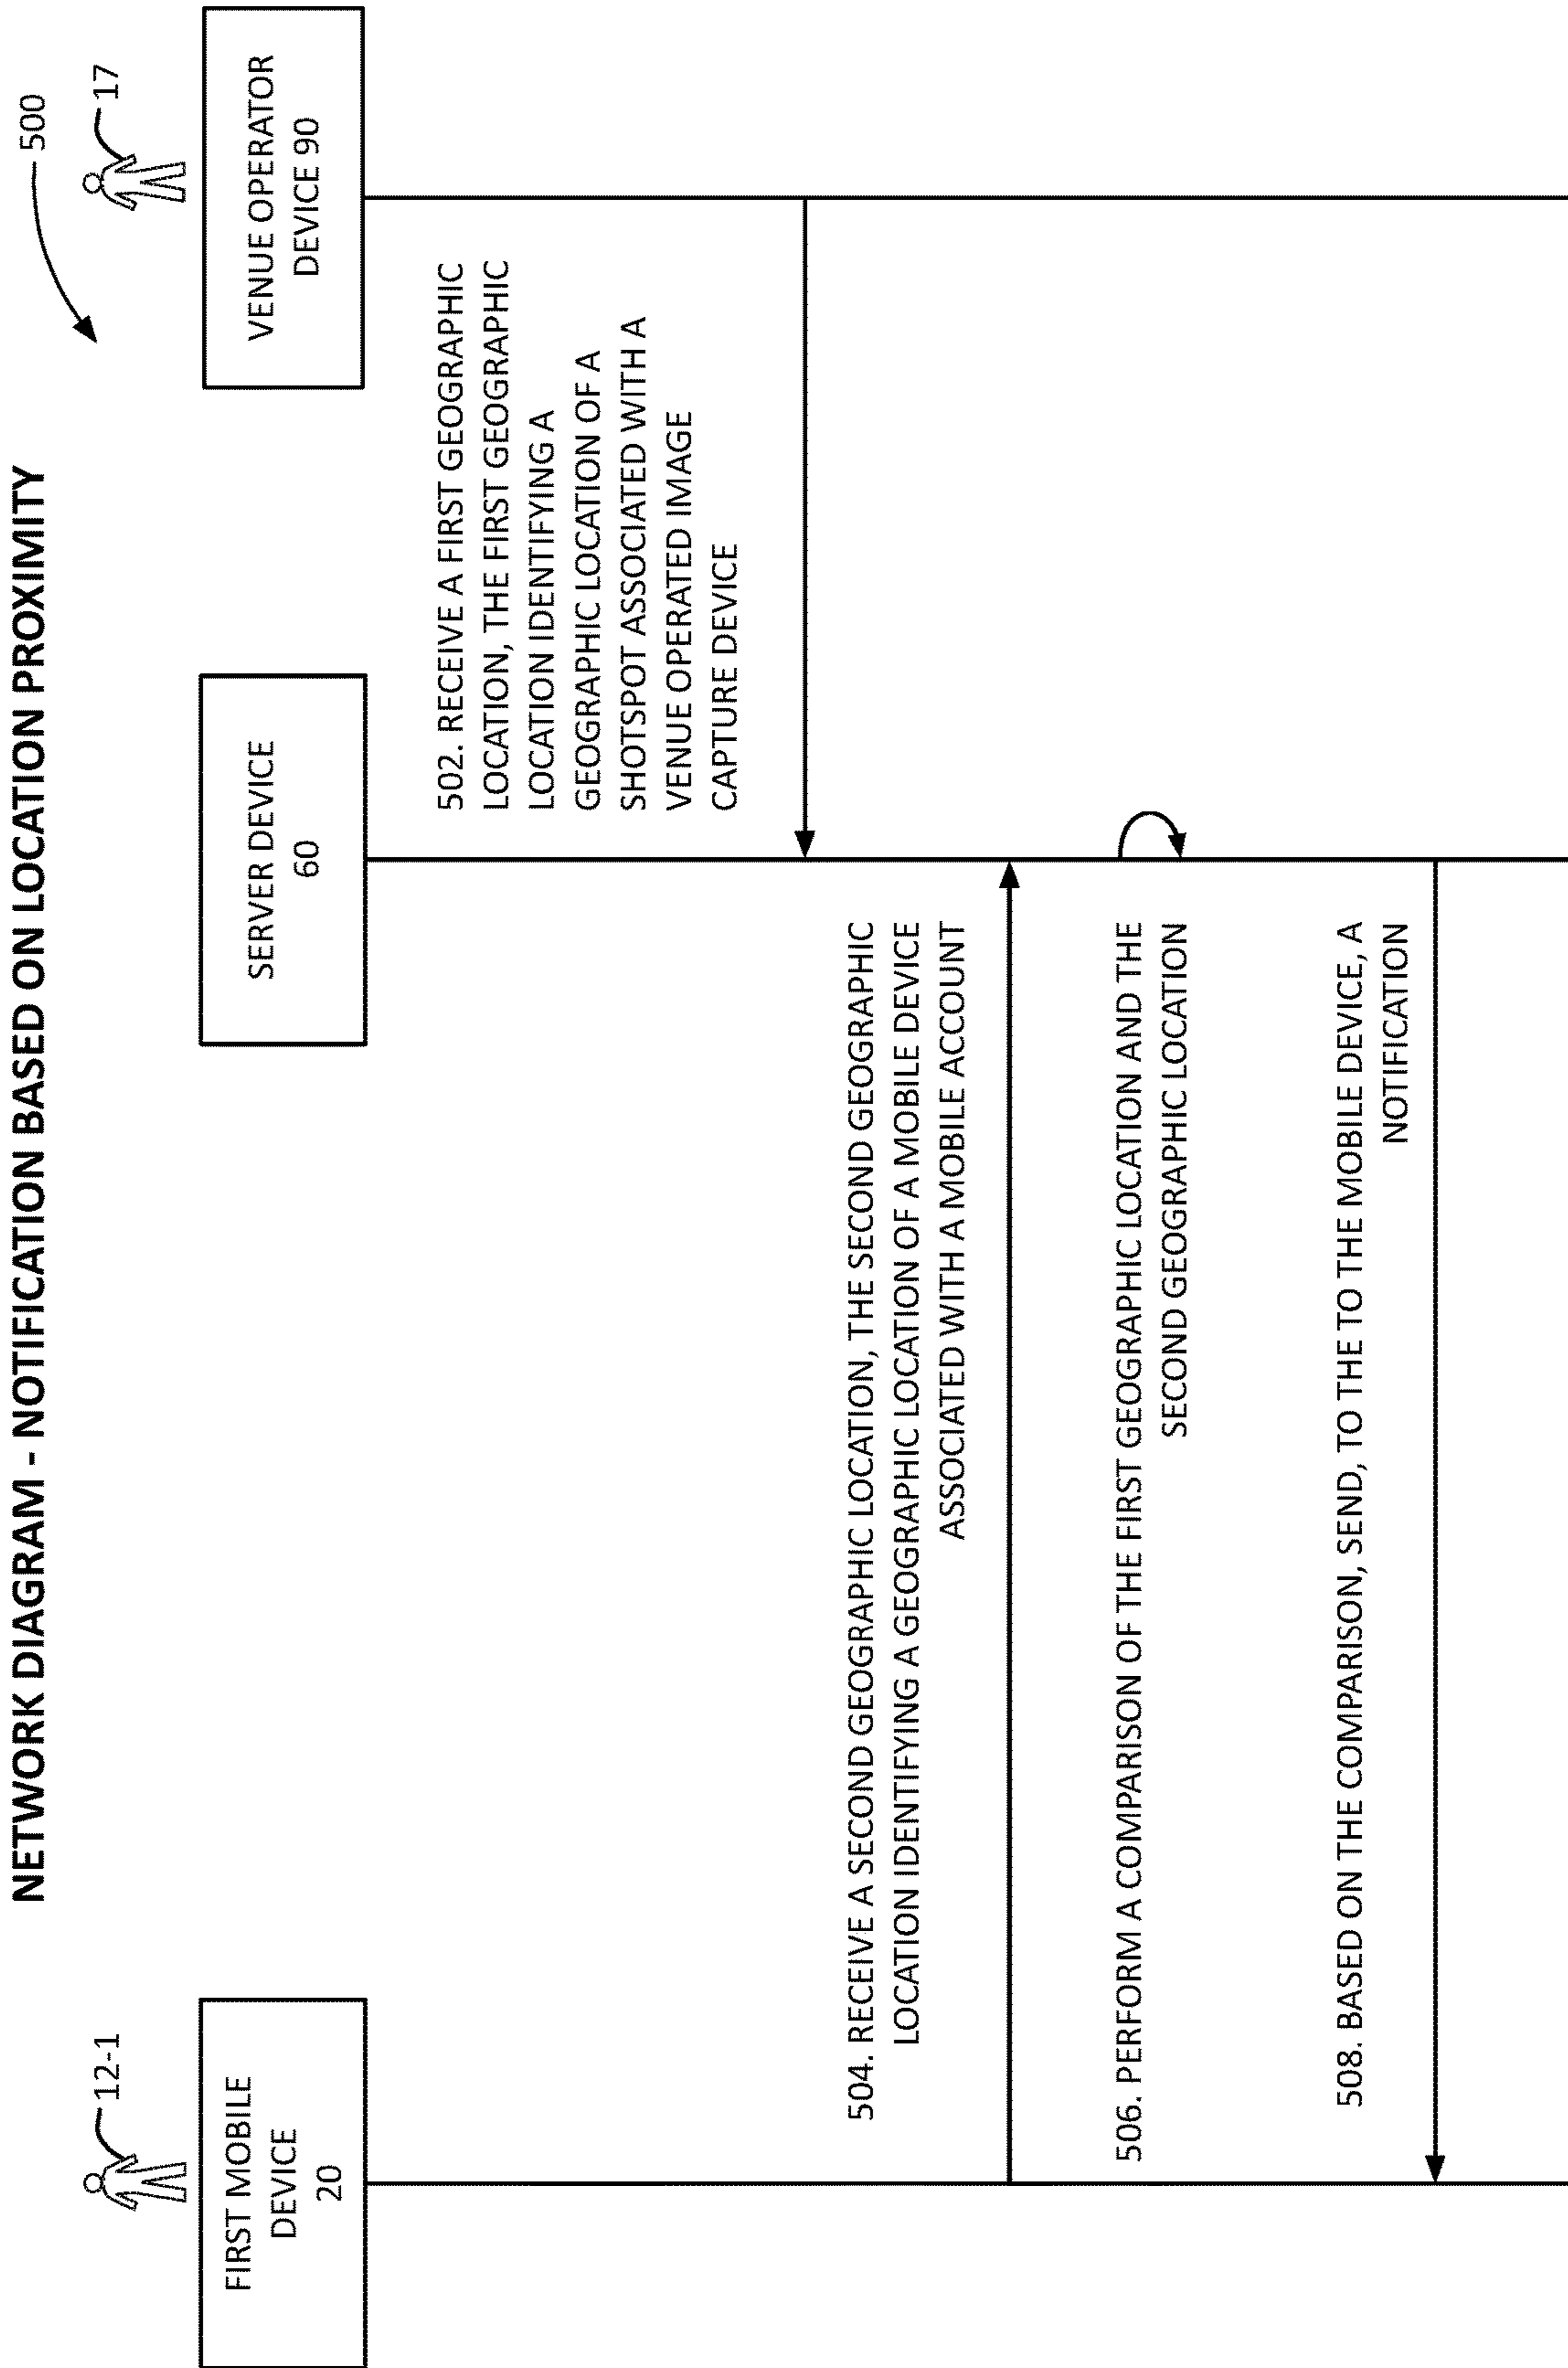 NETWORK DIAGRAM - NOTIFICATION BASED ON LOCATION PROXIMITY
500
12-1
17
FIRST MOBILE
DEVICE
20
SERVER DEVICE
60
VENUE OPERATOR
DEVICE 90
502. RECEIVE A FIRST GEOGRAPHIC
LOCATION, THE FIRST GEOGRAPHIC
LOCATION IDENTIFYING A
GEOGRAPHIC LOCATION OF A
SHOTSPOT ASSOCIATED WITH A
VENUE OPERATED IMAGE
CAPTURE DEVICE
504. RECEIVE A SECOND GEOGRAPHIC LOCATION, THE SECOND GEOGRAPHIC
LOCATION IDENTIFYING A GEOGRAPHIC LOCATION OF A MOBILE DEVICE
ASSOCIATED WITH A MOBILE ACCOUNT
506. PERFORM A COMPARISON OF THE FIRST GEOGRAPHIC LOCATION AND THE
SECOND GEOGRAPHIC LOCATION
508. BASED ON THE COMPARISON, SEND, TO THE TO THE MOBILE DEVICE, A
NOTIFICATION